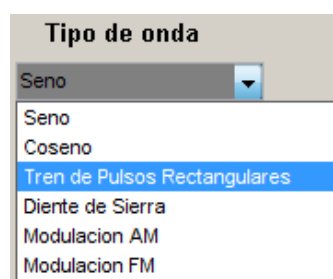 Tipo de onda
Seno
Seno
Coseno
Tren de Pulsos Rectangulares
Diente de Sierra
Modulacion AM
Modulacion FM